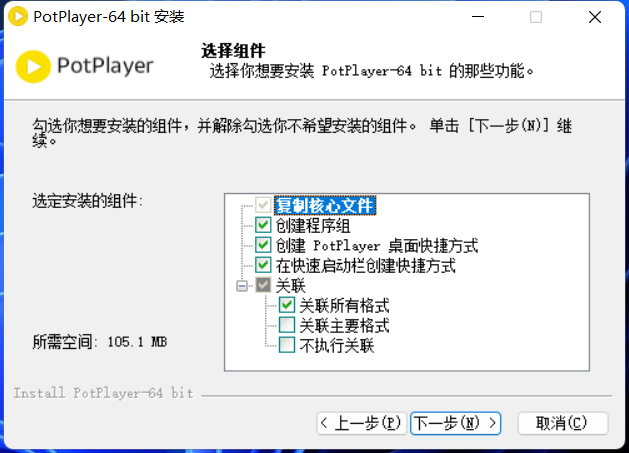 PotPlayer-64 bit 安装
PotPlayer
选择组件
选择你想要安装 PotPlayer-64 bit 的那些功能。
勾选你想要安装的组件，并解除勾选你不希望安装的组件。 单击 [下一步(N)] 继
续。
选定安装的组件:
复制核心文件
创建程序组
创建 PotPlayer 桌面快捷方式
在快速启动栏创建快捷方式
关联
关联所有格式
关联主要格式
不执行关联
所需空间: 105.1 MB
Install PotPlayer-64 bit
< 上一步(P)
下一步(N) >
取消(C)